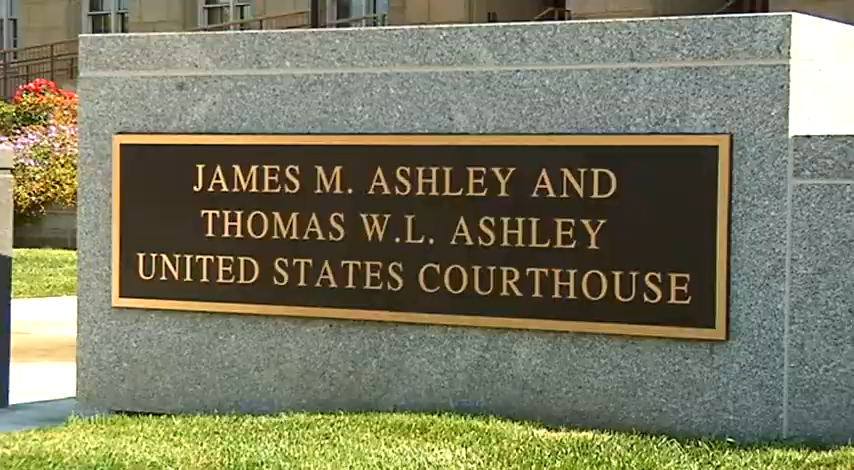 JAMES M. ASHLEY AND
THOMAS W.L. ASHLEY
UNITED STATES COURTHOUSE